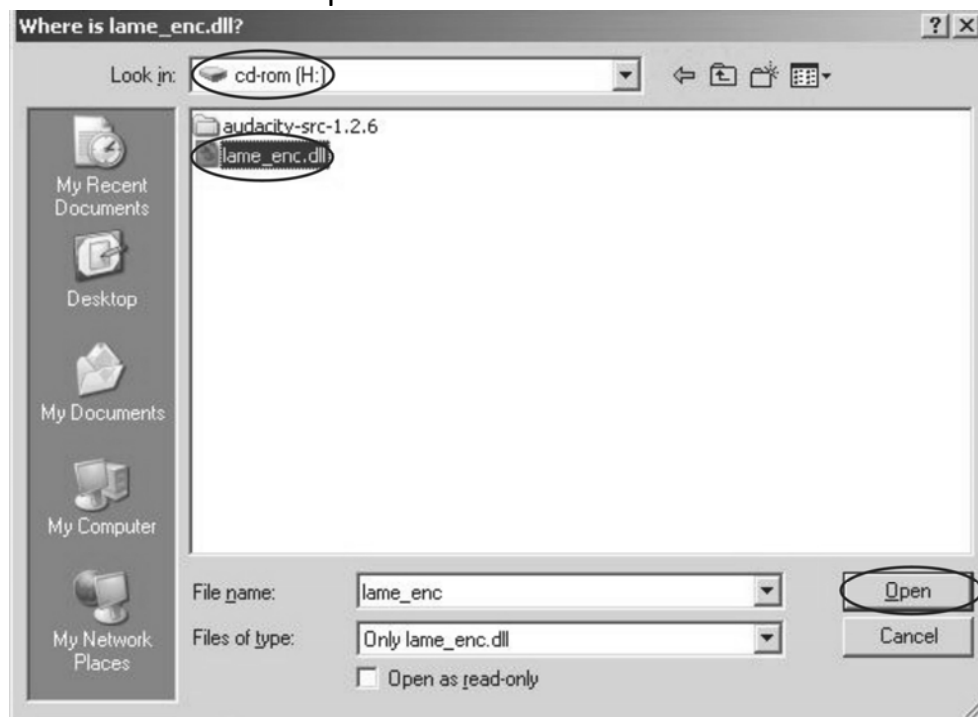 Where is lame_enc.dll?
Look in: cd-rom (H:)
audacity-src-1.2.6
lame_enc.dll
My Recent
Documents
Desktop
My Documents
My Computer
My Network
Places
File name: lame_enc Open
Files of type: Only lame_enc.dll Cancel
Open as read-only